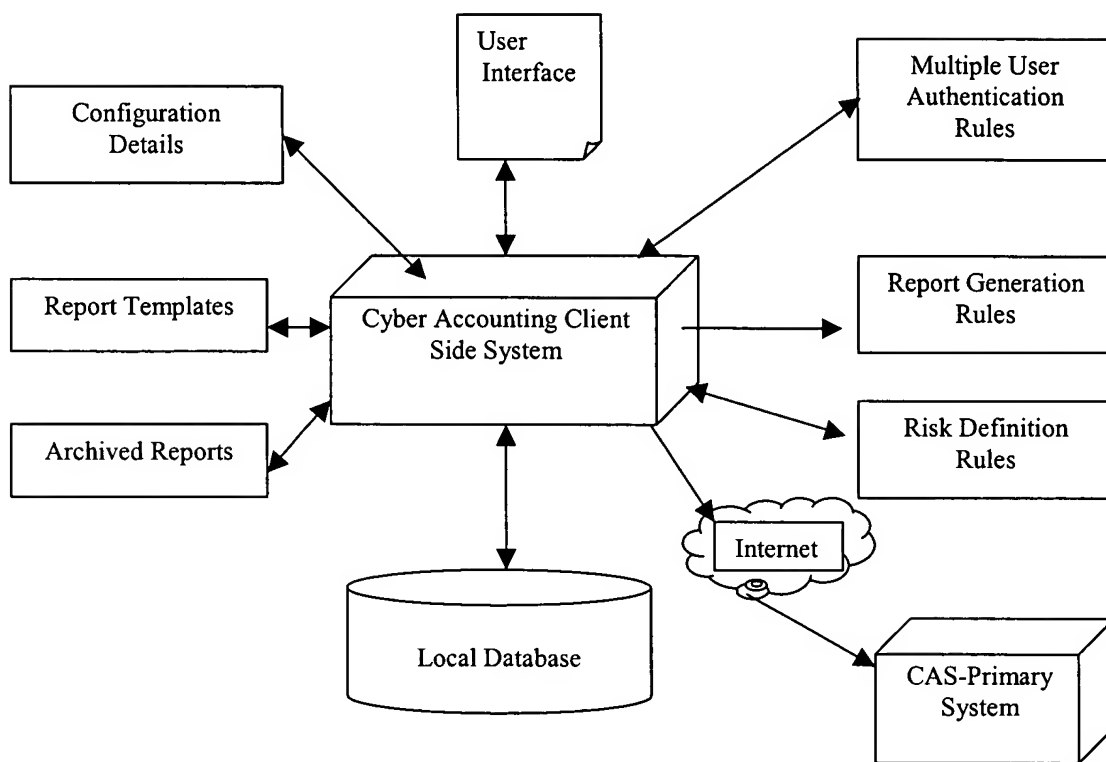 User
Interface
Multiple User
Authentication
Rules
Configuration
Details
Report Templates
Cyber Accounting Client
Side System
Report Generation
Rules
Archived Reports
Risk Definition
Rules
Internet
Local Database
CAS-Primary
System